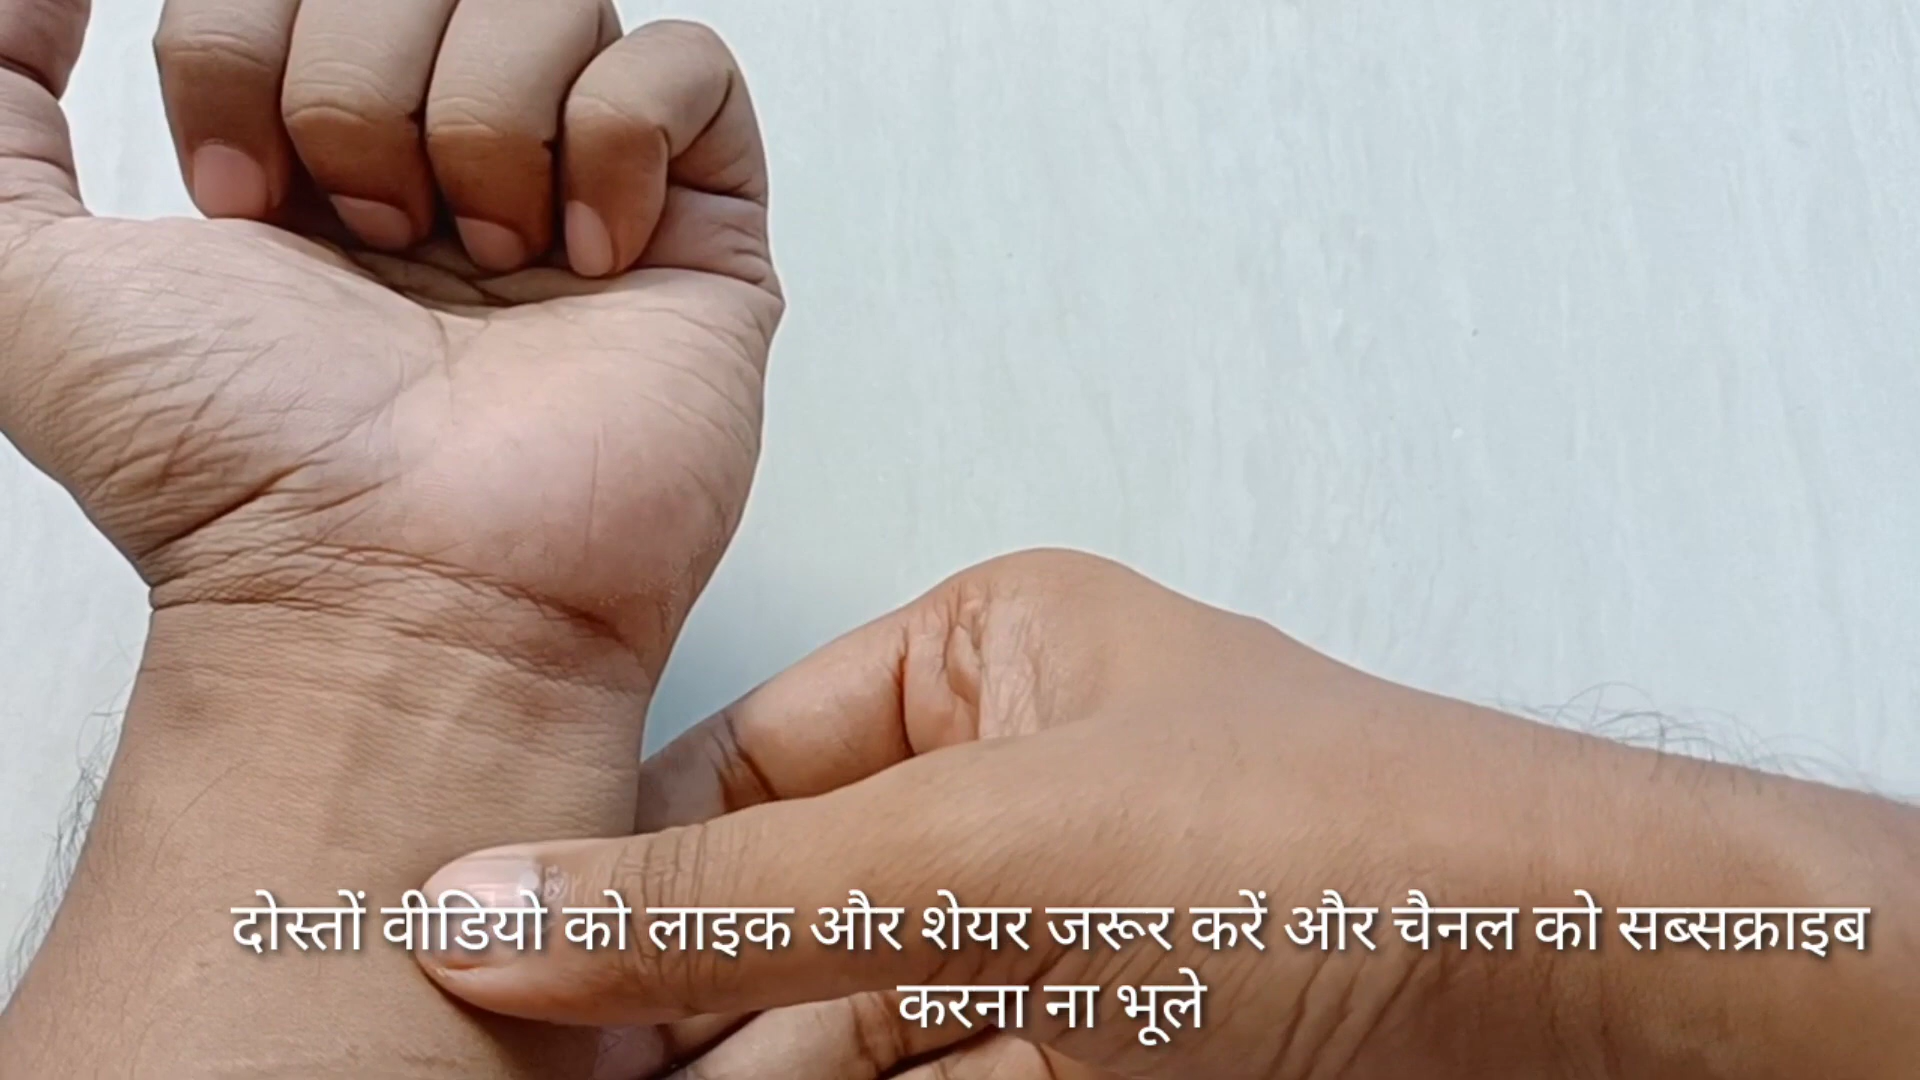 दोस्तों वीडियो को लाइक और शेयर जरूर करें और चैनल को सब्सक्राइब
करना ना भूले